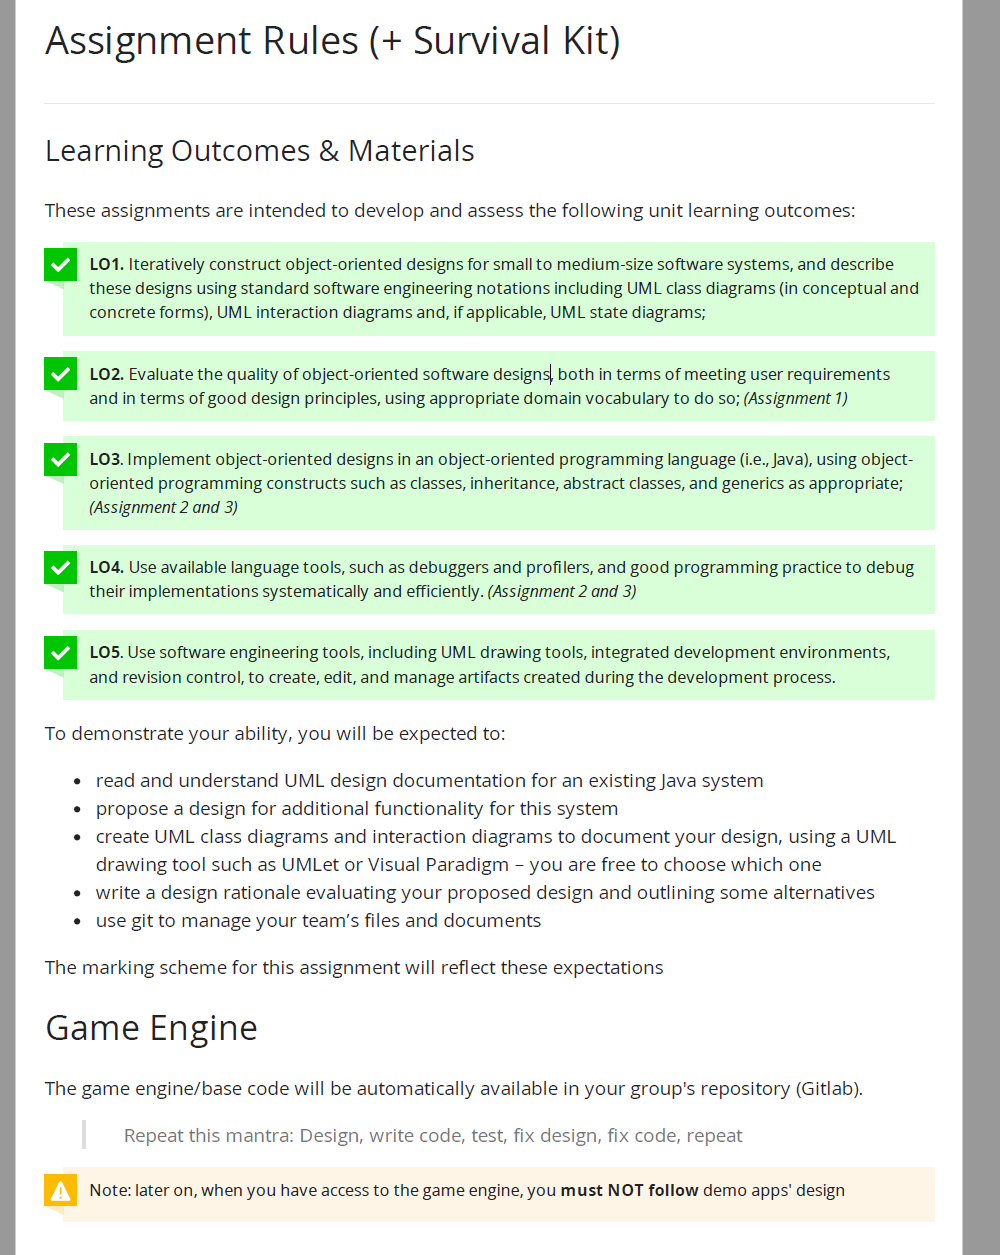 Assignment Rules (+ Survival Kit)
Learning Outcomes & Materials
These assignments are intended to develop and assess the following unit learning outcomes:
LO1. Iteratively construct object-oriented designs for small to medium-size software systems, and describe
these designs using standard software engineering notations including UML class diagrams (in conceptual and
concrete forms), UML interaction diagrams and, if applicable, UML state diagrams;
LO2. Evaluate the quality of object-oriented software designs, both in terms of meeting user requirements
and in terms of good design principles, using appropriate domain vocabulary to do so; (Assignment 1)
LO3. Implement object-oriented designs in an object-oriented programming language (i.e., Java), using object-
oriented programming constructs such as classes, inheritance, abstract classes, and generics as appropriate;
(Assignment 2 and 3)
LO4. Use available language tools, such as debuggers and profilers, and good programming practice to debug
their implementations systematically and efficiently. (Assignment 2 and 3)
LO5. Use software engineering tools, including UML drawing tools, integrated development environments,
and revision control, to create, edit, and manage artifacts created during the development process.
To demonstrate your ability, you will be expected to:
• read and understand UML design documentation for an existing Java system
• propose a design for additional functionality for this system
• create UML class diagrams and interaction diagrams to document your design, using a UML
drawing tool such as UMLet or Visual Paradigm – you are free to choose which one
• write a design rationale evaluating your proposed design and outlining some alternatives
• use git to manage your team’s files and documents
The marking scheme for this assignment will reflect these expectations
Game Engine
The game engine/base code will be automatically available in your group's repository (Gitlab).
Repeat this mantra: Design, write code, test, fix design, fix code, repeat
Note: later on, when you have access to the game engine, you must NOT follow demo apps' design